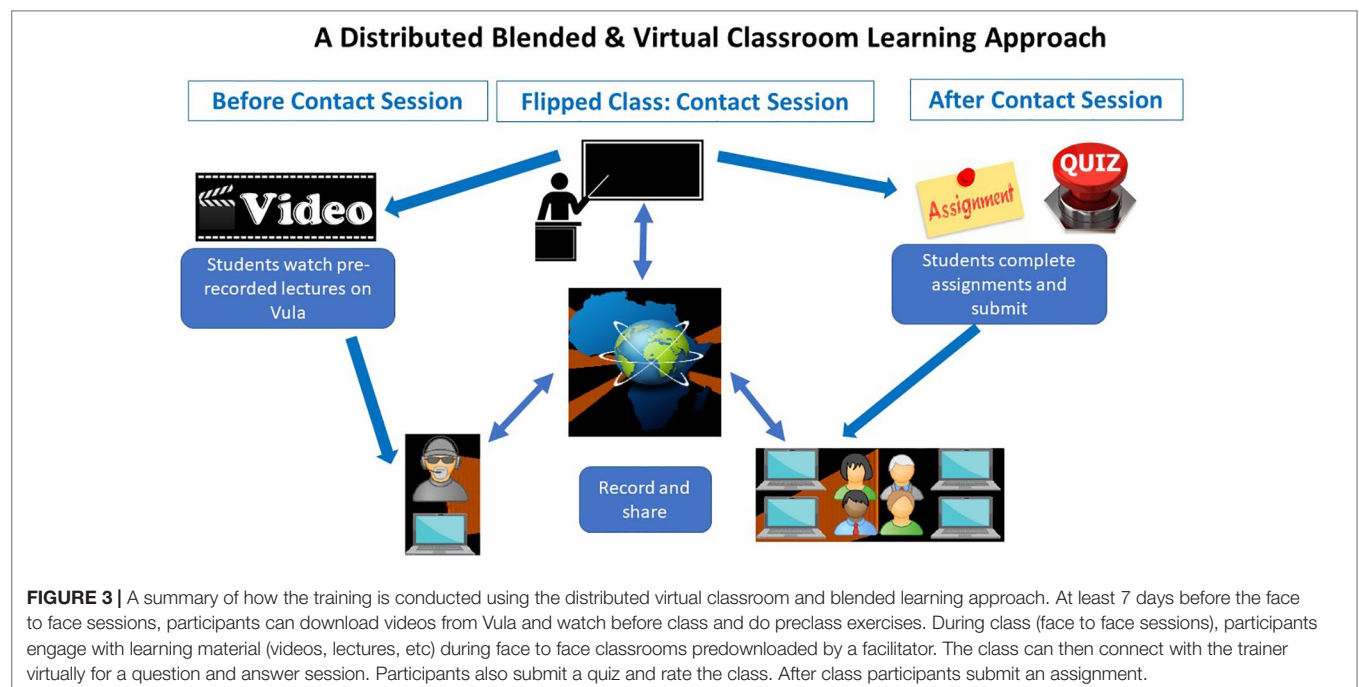 A Distributed Blended & Virtual Classroom Learning Approach
Before Contact Session
Flipped Class: Contact Session
After Contact Session
Video
Assignment
QUIZ
Students watch pre-
recorded lectures on
Vula
Students complete
assignments and
submit
Record and
share
FIGURE 3 | A summary of how the training is conducted using the distributed virtual classroom and blended learning approach. At least 7 days before the face
to face sessions, participants can download videos from Vula and watch before class and do preclass exercises. During class (face to face sessions), participants
engage with learning material (videos, lectures, etc) during face to face classrooms predownloaded by a facilitator. The class can then connect with the trainer
virtually for a question and answer session. Participants also submit a quiz and rate the class. After class participants submit an assignment.